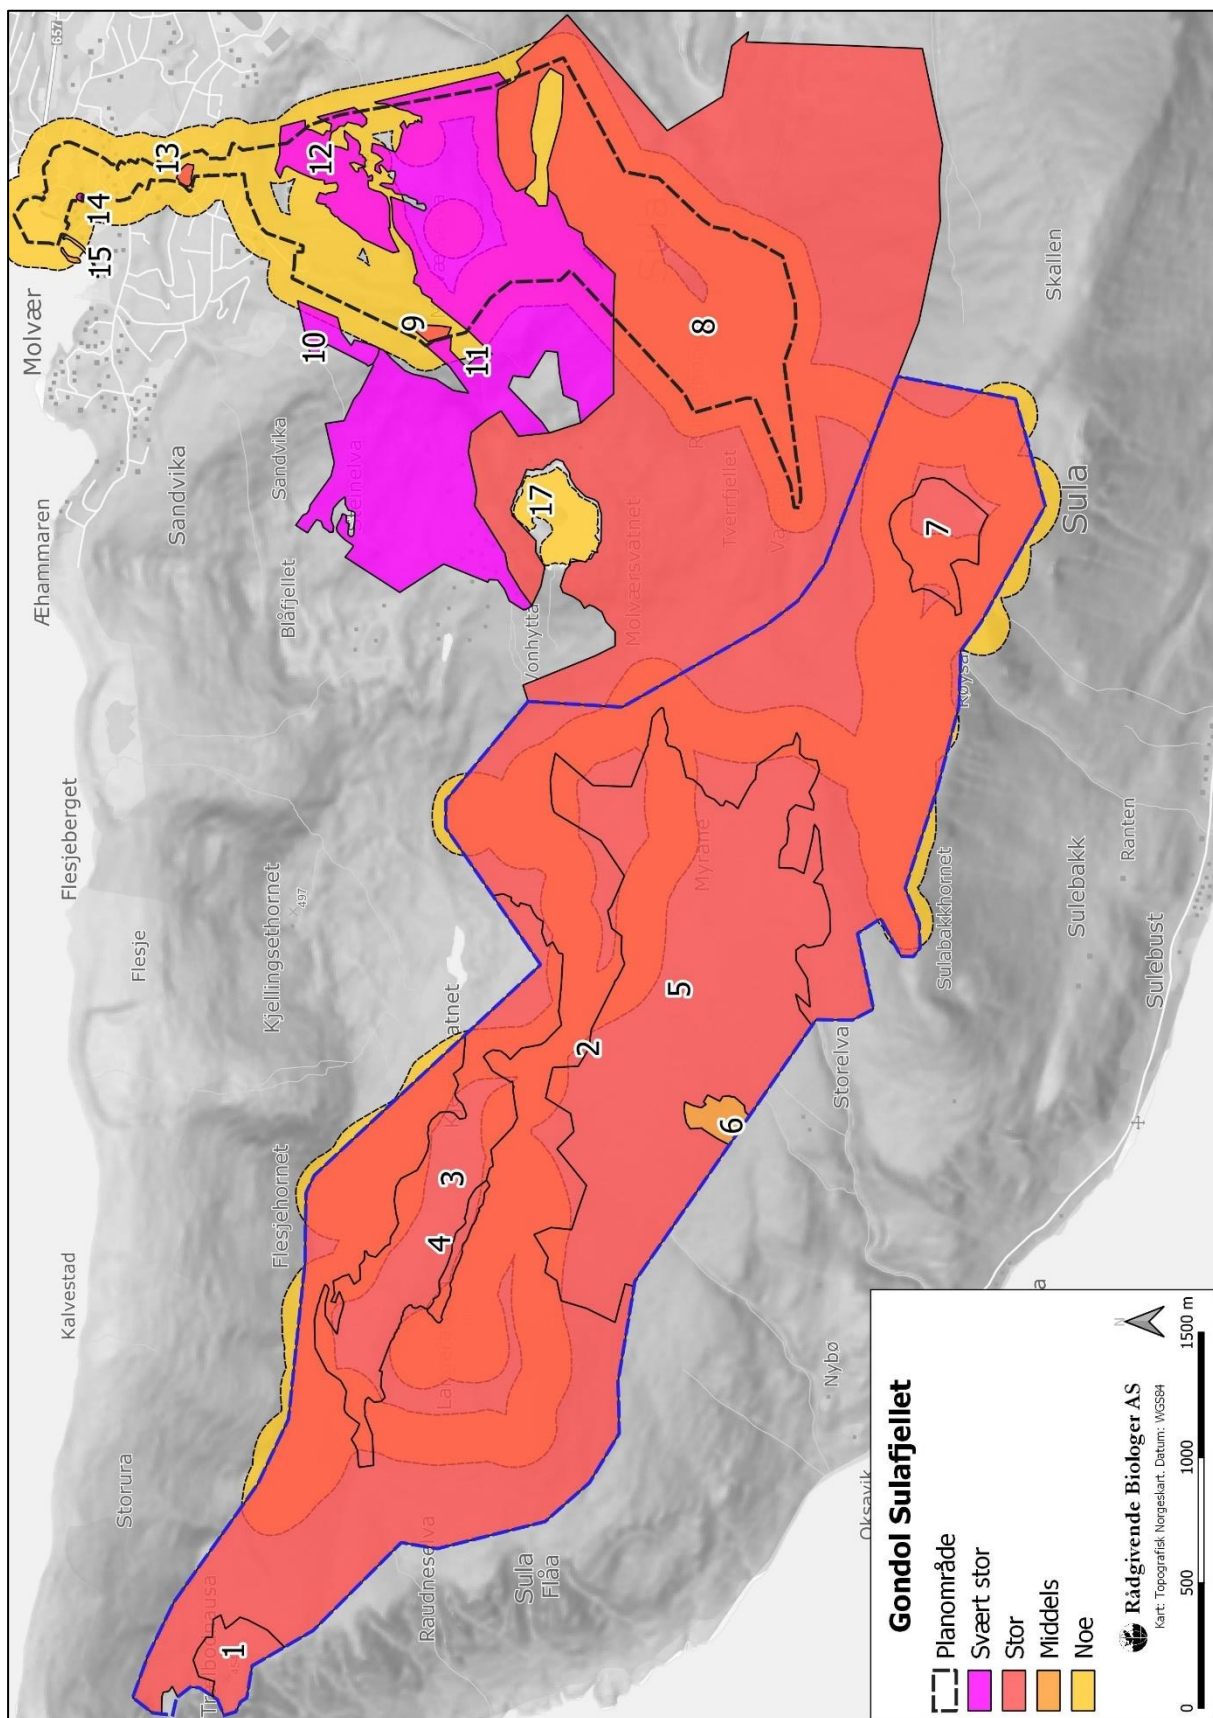 657
Molvær
Æhammaren
Flesjeberget
Kalvestad
Storura
Sandvika
Sandvika
Blåfjellet
Flesje
Kjellingsethornet
497
Flesjehornet
13
14
15
12
10
9
11
8
17
7
2
5
3
4
6
1
Vonhytta
Molværsvatnet
Tverrfjellet
Skallen
Sula
Myrane
Sulabakkhornet
Sulebakk
Ranten
Sulebust
Storelva
Nybø
Oksavik
Raudneselva
Sula
Flåa
Gondol Sulafjellet
Planområde
Svært stor
Stor
Middels
Noe
N
Rådgivende Biologer AS
Kart: Topografisk Norgeskart. Datum: WGS84
0 500 1000 1500 m